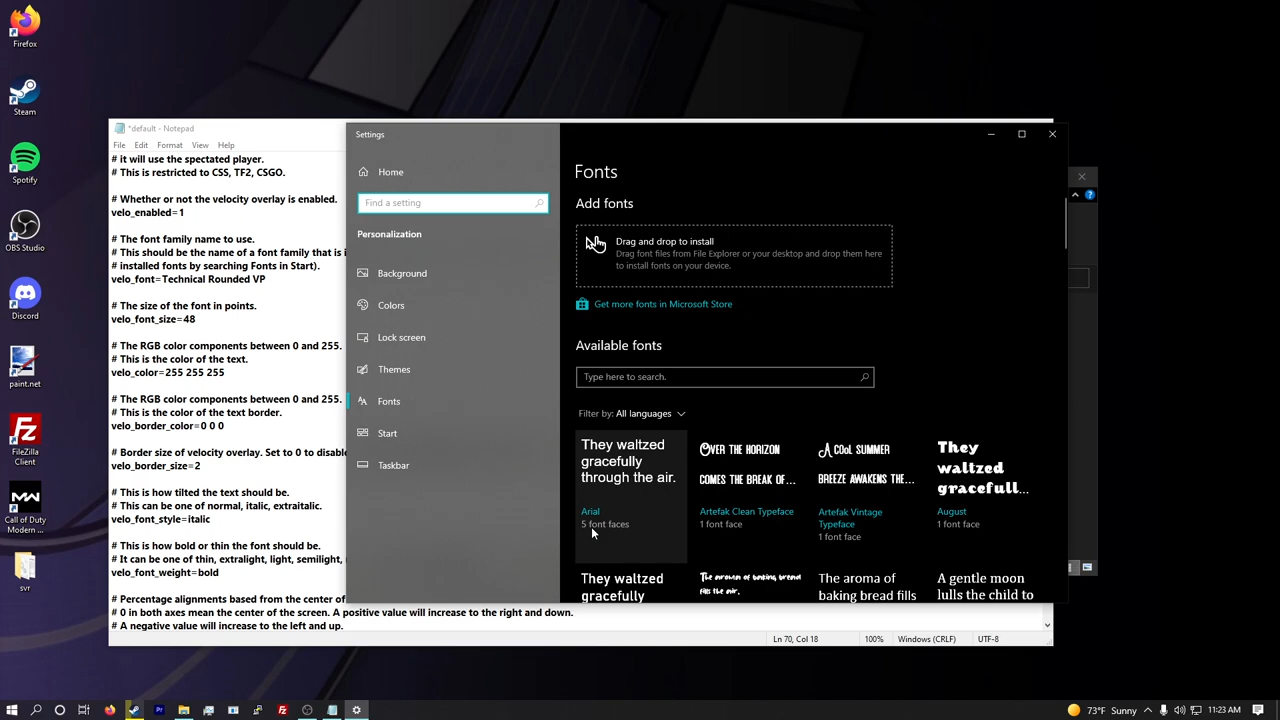 Firefox
Steam
Spotify
OBS Studio
Discord
paint.net
FileZilla
Client
Call of Duty
Modern ...
svr
*default - Notepad
File Edit Format View Help
# it will use the spectated player.
# This is restricted to CSS, TF2, CSGO.
# Whether or not the velocity overlay is enabled.
velo_enabled=1
# The font family name to use.
# This should be the name of a font family that is i
# installed fonts by searching Fonts in Start).
velo_font=Technical Rounded VP
# The size of the font in points.
velo_font_size=48
# The RGB color components between 0 and 255.
# This is the color of the text.
velo_color=255 255 255
# The RGB color components between 0 and 255.
# This is the color of the text border.
velo_border_color=0 0 0
# Border size of velocity overlay. Set to 0 to disable
velo_border_size=2
# This is how tilted the text should be.
# This can be one of normal, italic, extraitalic.
velo_font_style=italic
# This is how bold or thin the font should be.
# It can be one of thin, extralight, light, semilight,
velo_font_weight=bold
# Percentage alignments based from the center of
# 0 in both axes mean the center of the screen. A positive value will increase to the right and down.
# A negative value will increase to the left and up.
Ln 70, Col 18 100% Windows (CRLF) UTF-8
Settings
Home
Find a setting
Personalization
Background
Colors
Lock screen
Themes
Fonts
Start
Taskbar
Fonts
Add fonts
Drag and drop to install
Drag font files from File Explorer or your desktop and drop them here
to install fonts on your device.
Get more fonts in Microsoft Store
Available fonts
Type here to search.
Filter by: All languages
They waltzed
gracefully
through the air.
Arial
5 font faces
Over the horizon
comes the break of...
Artefak Clean Typeface
1 font face
A cool summer
breeze awakens the...
Artefak Vintage
Typeface
1 font face
They
waltzed
gracefull...
August
1 font face
They waltzed
gracefully
The aroma of baking bread
fills the air.
The aroma of
baking bread fills
A gentle moon
lulls the child to
73°F Sunny 11:23 AM